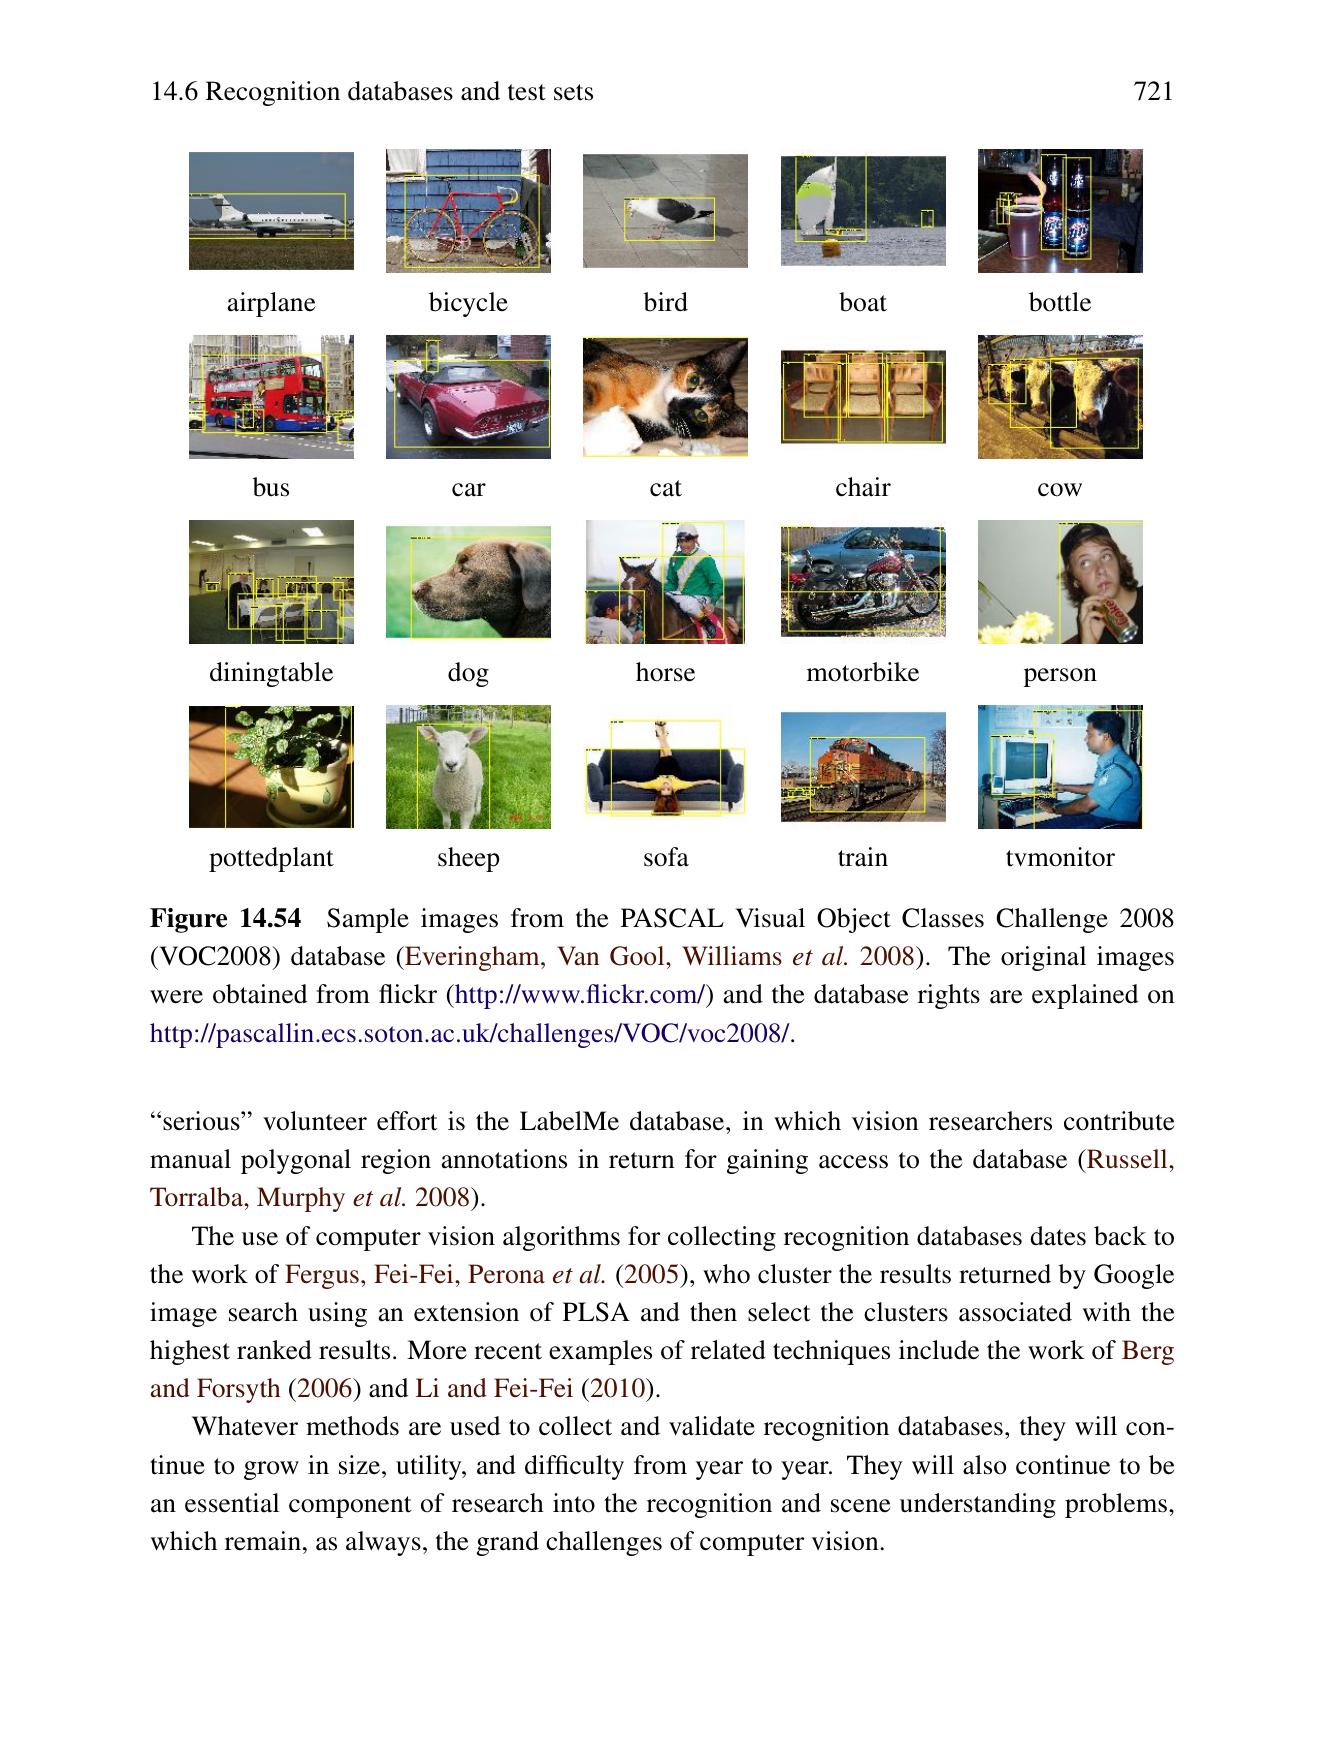 14.6 Recognition databases and test sets 721
airplane bicycle bird boat bottle
bus car cat chair cow
diningtable dog horse motorbike person
pottedplant sheep sofa train tvmonitor
Figure 14.54 Sample images from the PASCAL Visual Object Classes Challenge 2008
(VOC2008) database (Everingham, Van Gool, Williams et al. 2008). The original images
were obtained from flickr (http://www.flickr.com/) and the database rights are explained on
http://pascallin.ecs.soton.ac.uk/challenges/VOC/voc2008/.
“serious” volunteer effort is the LabelMe database, in which vision researchers contribute
manual polygonal region annotations in return for gaining access to the database (Russell,
Torralba, Murphy et al. 2008).
The use of computer vision algorithms for collecting recognition databases dates back to
the work of Fergus, Fei-Fei, Perona et al. (2005), who cluster the results returned by Google
image search using an extension of PLSA and then select the clusters associated with the
highest ranked results. More recent examples of related techniques include the work of Berg
and Forsyth (2006) and Li and Fei-Fei (2010).
Whatever methods are used to collect and validate recognition databases, they will con-
tinue to grow in size, utility, and difficulty from year to year. They will also continue to be
an essential component of research into the recognition and scene understanding problems,
which remain, as always, the grand challenges of computer vision.